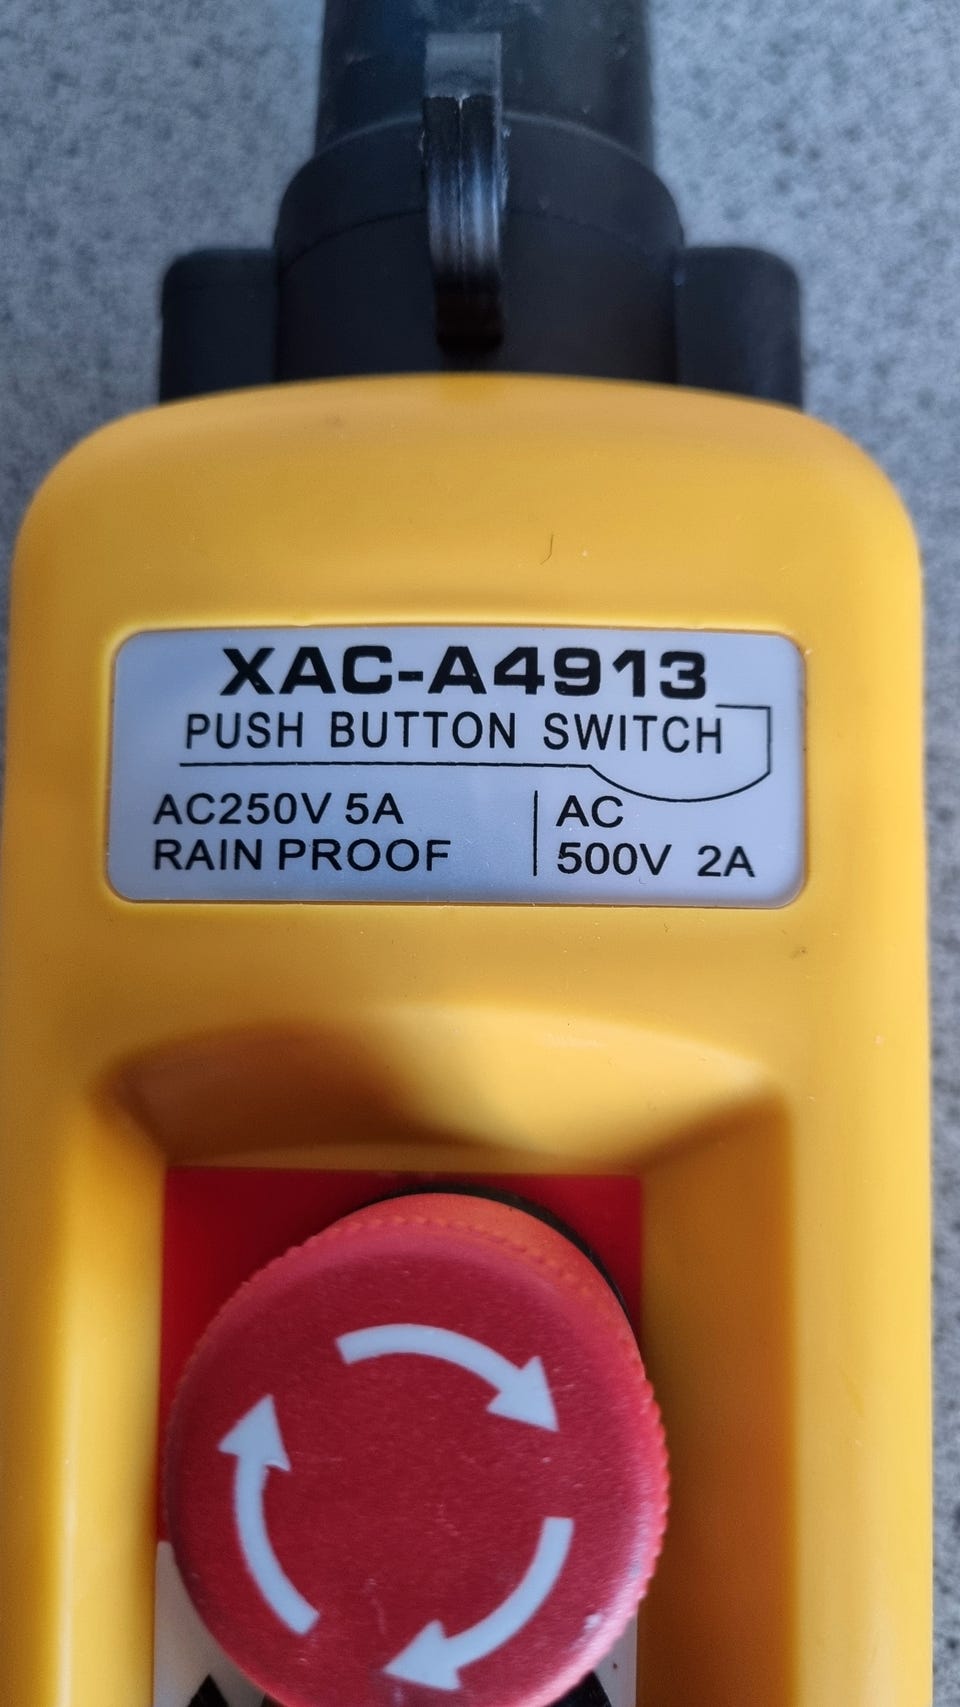 XAC-A4913
PUSH BUTTON SWITCH
AC250V 5A
RAIN PROOF
AC
500V 2A